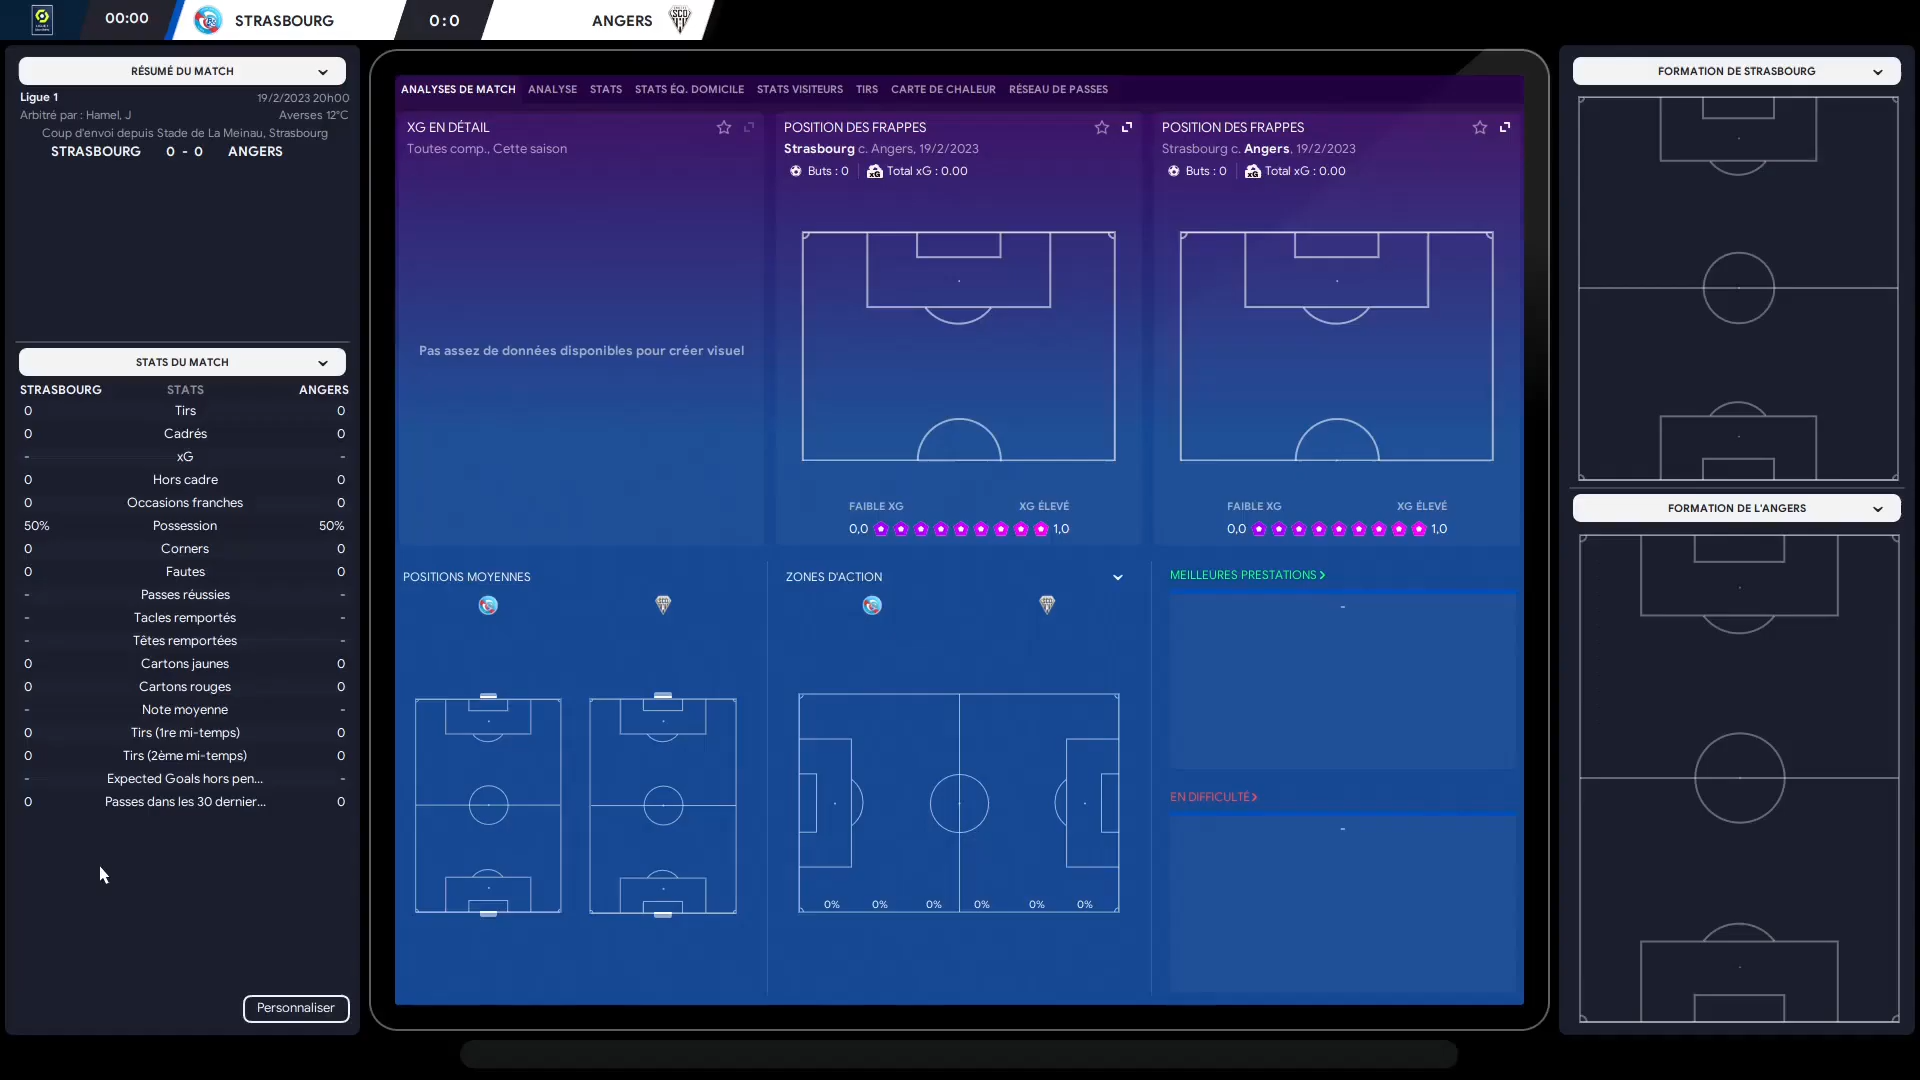 00:00
STRASBOURG
0 : 0
ANGERS
RÉSUMÉ DU MATCH
Ligue 1 19/2/2023 20h00
Arbitré par : Hamel, J Averses 12°C
Coup d'envoi depuis Stade de La Meinau, Strasbourg
STRASBOURG 0 - 0 ANGERS
STATS DU MATCH
STRASBOURG STATS ANGERS
0 Tirs 0
0 Cadrés 0
- xG -
0 Hors cadre 0
0 Occasions franches 0
50% Possession 50%
0 Corners 0
0 Fautes 0
- Passes réussies -
- Tacles remportés -
- Têtes remportées -
0 Cartons jaunes 0
0 Cartons rouges 0
- Note moyenne -
0 Tirs (1re mi-temps) 0
0 Tirs (2ème mi-temps) 0
- Expected Goals hors pen... -
0 Passes dans les 30 dernier... 0
Personnaliser
ANALYSES DE MATCH ANALYSE STATS STATS ÉQ. DOMICILE STATS VISITEURS TIRS CARTE DE CHALEUR RÉSEAU DE PASSES
XG EN DÉTAIL
Toutes comp., Cette saison
Pas assez de données disponibles pour créer visuel
POSITION DES FRAPPES
Strasbourg c. Angers, 19/2/2023
Buts : 0 xG Total xG : 0.00
FAIBLE XG XG ÉLEVÉ
0,0 1,0
POSITION DES FRAPPES
Strasbourg c. Angers, 19/2/2023
Buts : 0 xG Total xG : 0.00
FAIBLE XG XG ÉLEVÉ
0,0 1,0
POSITIONS MOYENNES
ZONES D'ACTION
0% 0% 0% 0% 0% 0%
MEILLEURES PRESTATIONS >
-
EN DIFFICULTÉ >
-
FORMATION DE STRASBOURG
FORMATION DE L'ANGERS